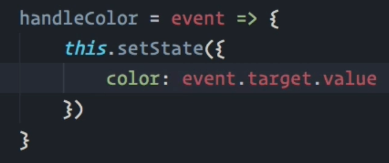 handleColor = event => {
    this.setState({
        color: event.target.value
    })
}